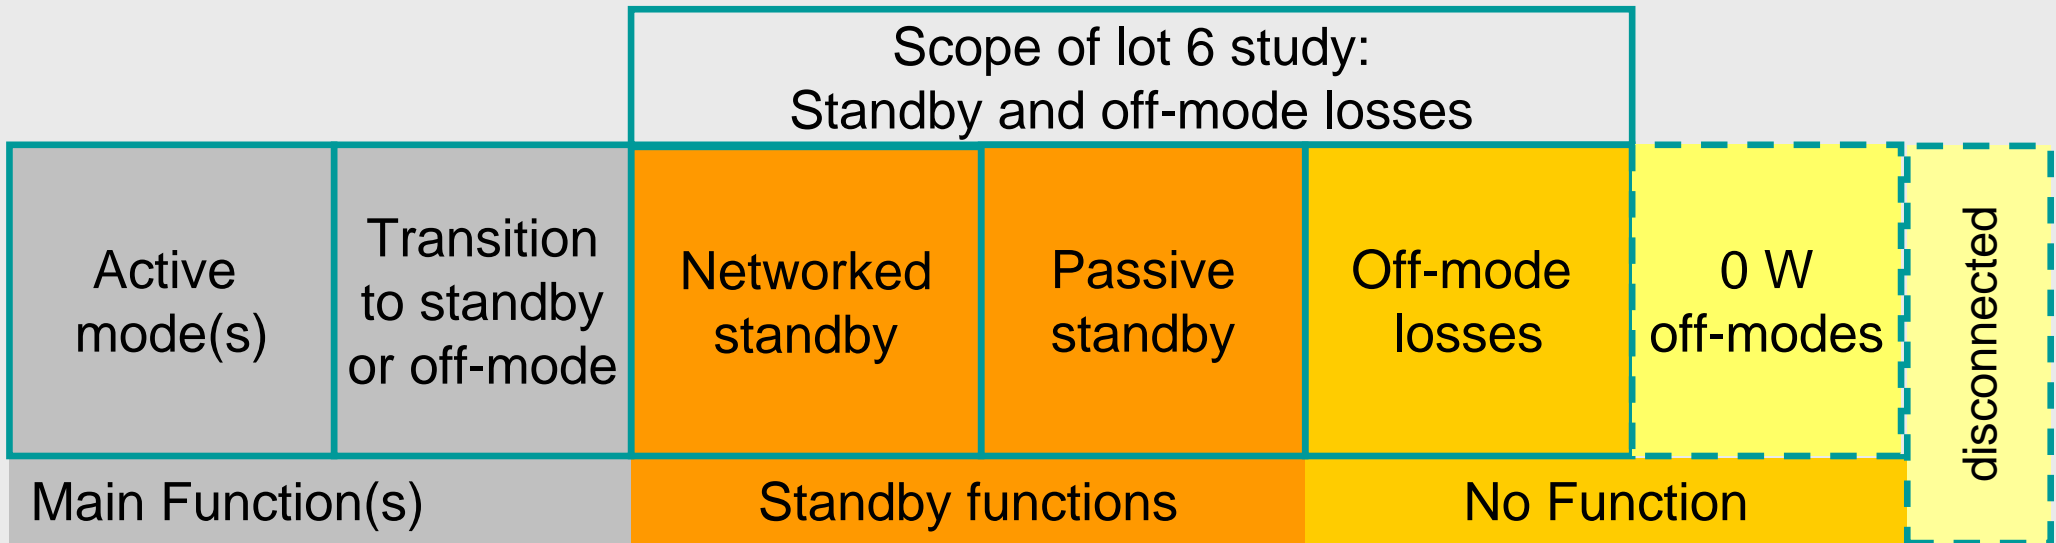 Scope of lot 6 study:
Standby and off-mode losses
Active
mode(s)
Transition
to standby
or off-mode
Networked
standby
Passive
standby
Off-mode
losses
0 W
off-modes
disconnected
Main Function(s)
Standby functions
No Function